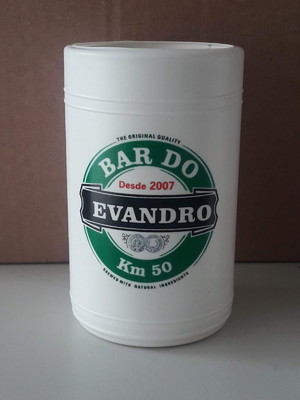 THE ORIGINAL QUALITY
BAR DO
Desde 2007
EVANDRO
Km 50
BREWED WITH NATURAL INGREDIENTS